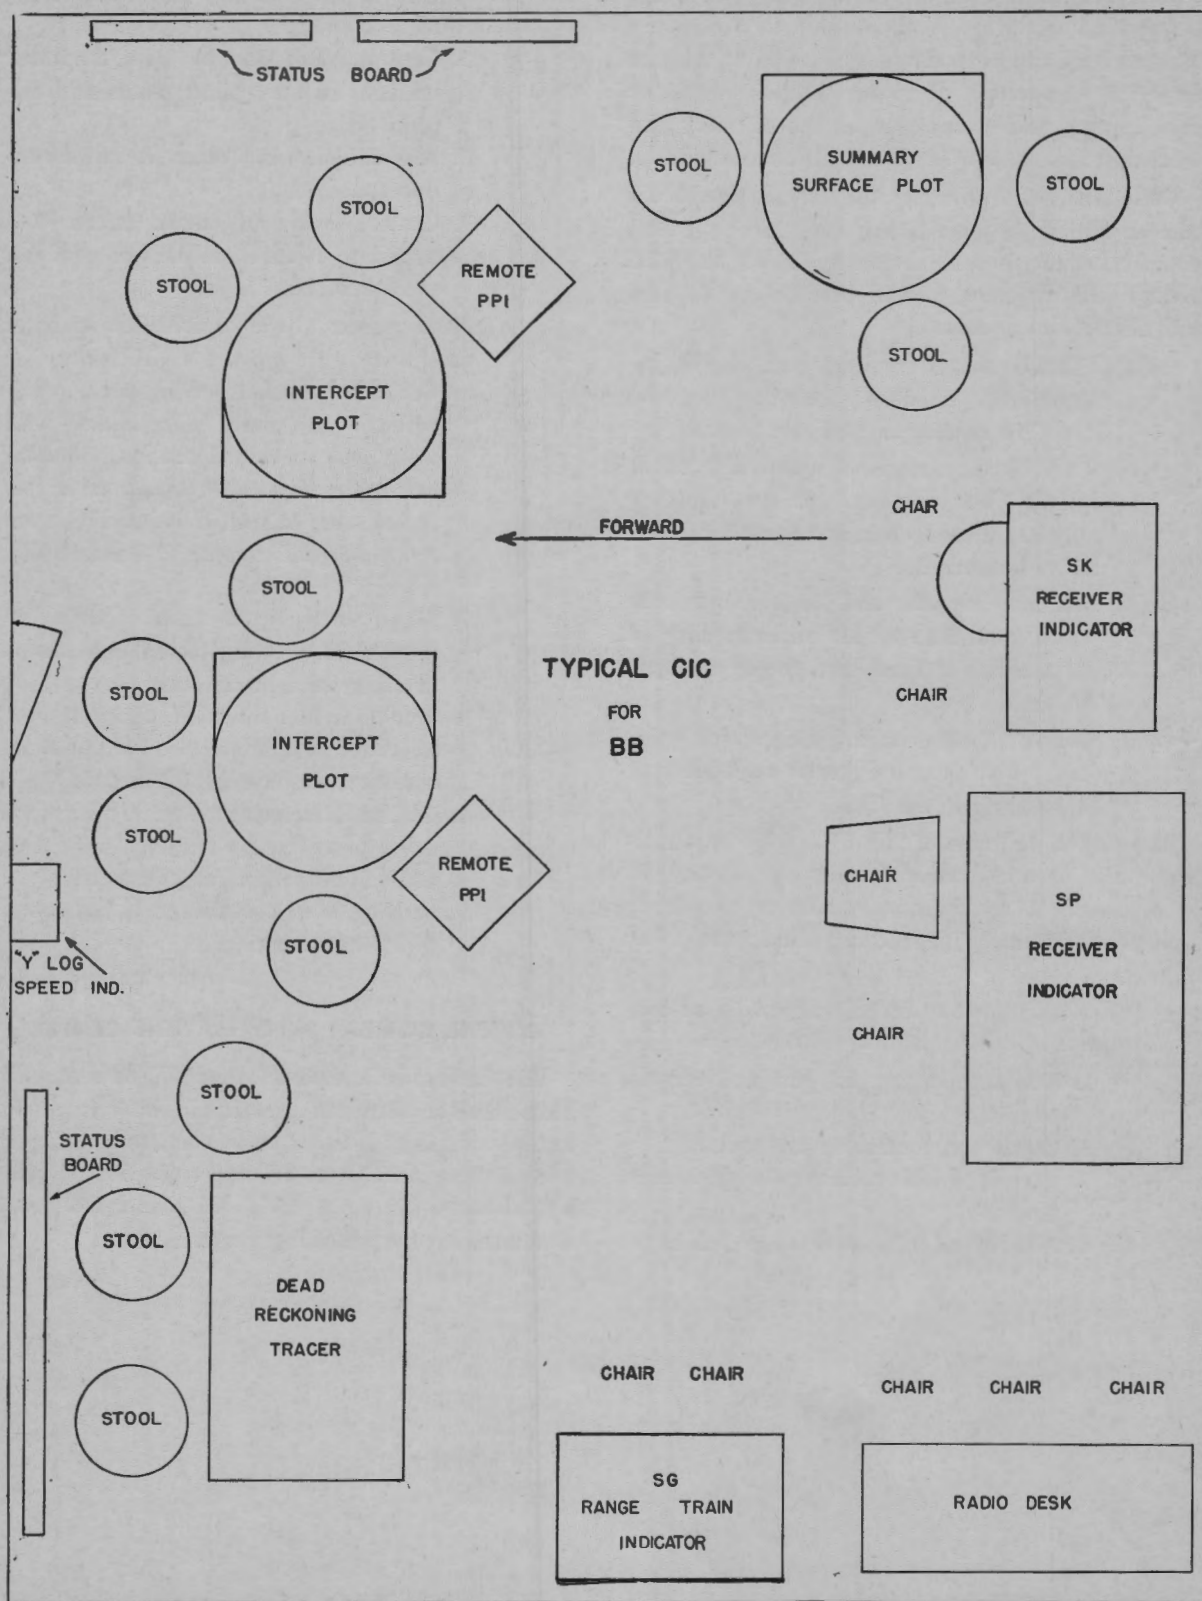 STATUS BOARD
STOOL
SUMMARY
SURFACE PLOT
STOOL
STOOL
STOOL
REMOTE
PPI
STOOL
INTERCEPT
PLOT
STOOL
CHAIR
FORWARD
SK
RECEIVER
INDICATOR
STOOL
TYPICAL CIC
FOR
BB
CHAIR
STOOL
INTERCEPT
PLOT
STOOL
REMOTE
PPI
CHAIR
SP
RECEIVER
INDICATOR
STOOL
"Y" LOG
SPEED IND.
CHAIR
STOOL
STATUS
BOARD
STOOL
DEAD
RECKONING
TRACER
STOOL
CHAIR CHAIR
CHAIR CHAIR CHAIR
SG
RANGE TRAIN
INDICATOR
RADIO DESK